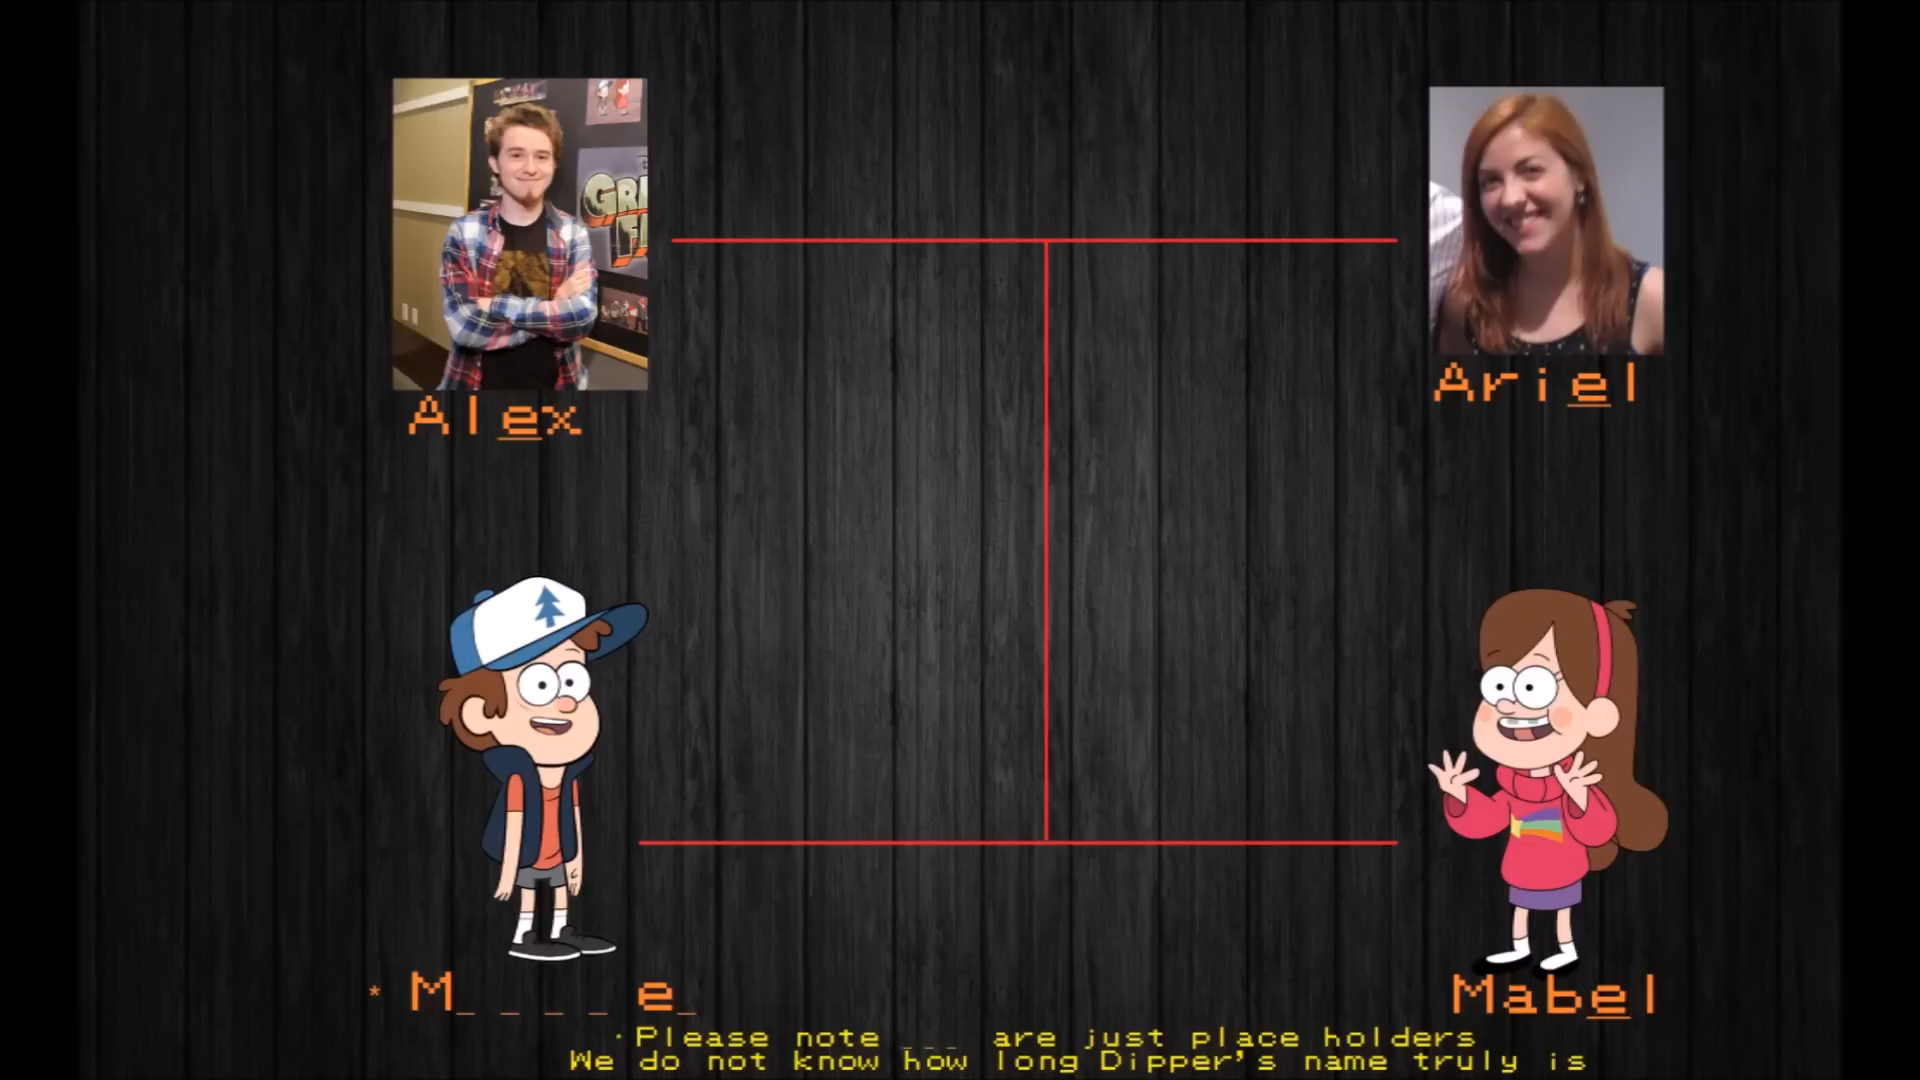 GR
F
Alex
Ariel
* M_ _ _ _ e_
Mabel
*Please note _ _ _ are just place holders
We do not know how long Dipper's name truly is